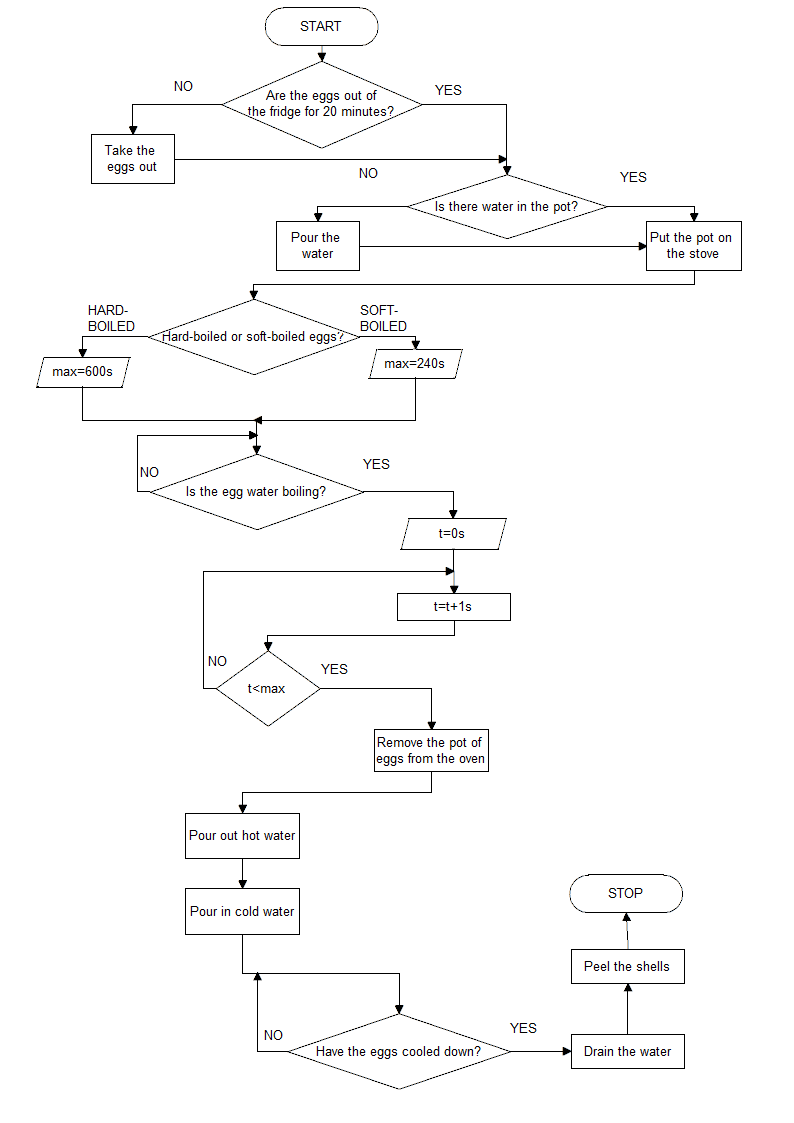 START
NO
YES
Are the eggs out of
the fridge for 20 minutes?
Take the
eggs out
NO
YES
Is there water in the pot?
Pour the
water
Put the pot on
the stove
HARD-
BOILED
SOFT-
BOILED
Hard-boiled or soft-boiled eggs?
max=600s
max=240s
NO
YES
Is the egg water boiling?
t=0s
t=t+1s
NO
YES
t<max
Remove the pot of
eggs from the oven
Pour out hot water
Pour in cold water
STOP
Peel the shells
NO
YES
Have the eggs cooled down?
Drain the water